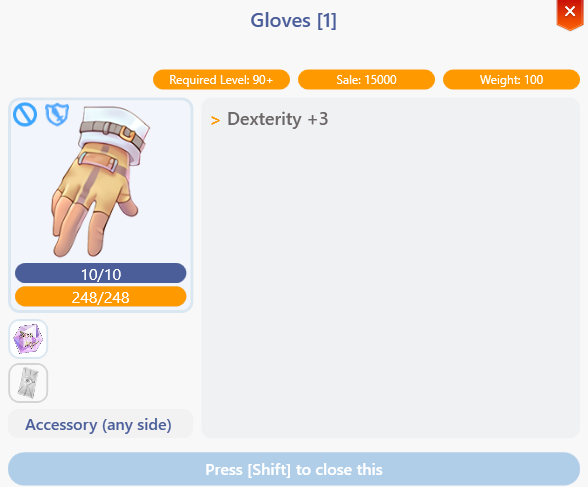 Gloves [1]
Required Level: 90+
Sale: 15000
Weight: 100
> Dexterity +3
10/10
248/248
Accessory (any side)
Press [Shift] to close this